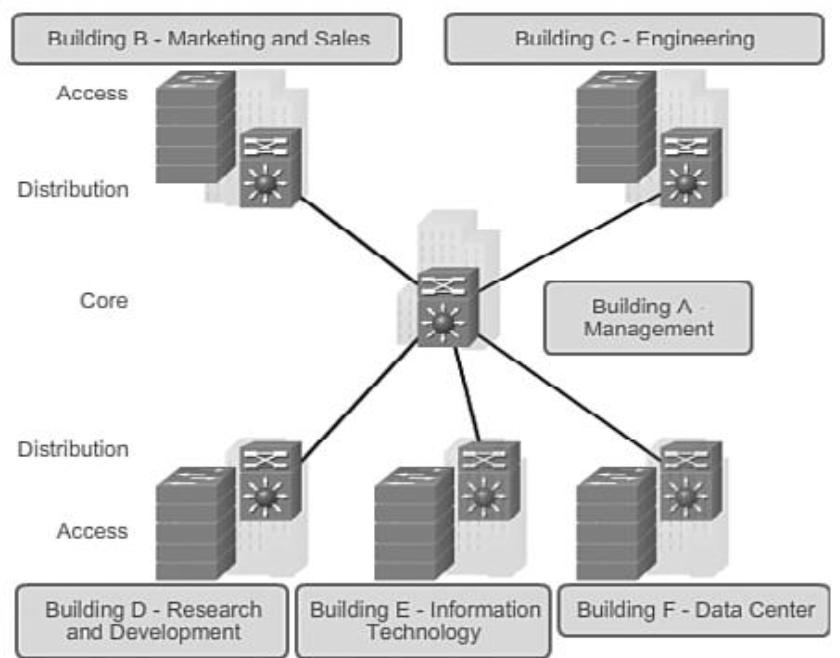 Building B - Marketing and Sales
Building C - Engineering
Access
Distribution
Core
Building A -
Management
Distribution
Access
Building D - Research
and Development
Building E - Information
Technology
Building F - Data Center